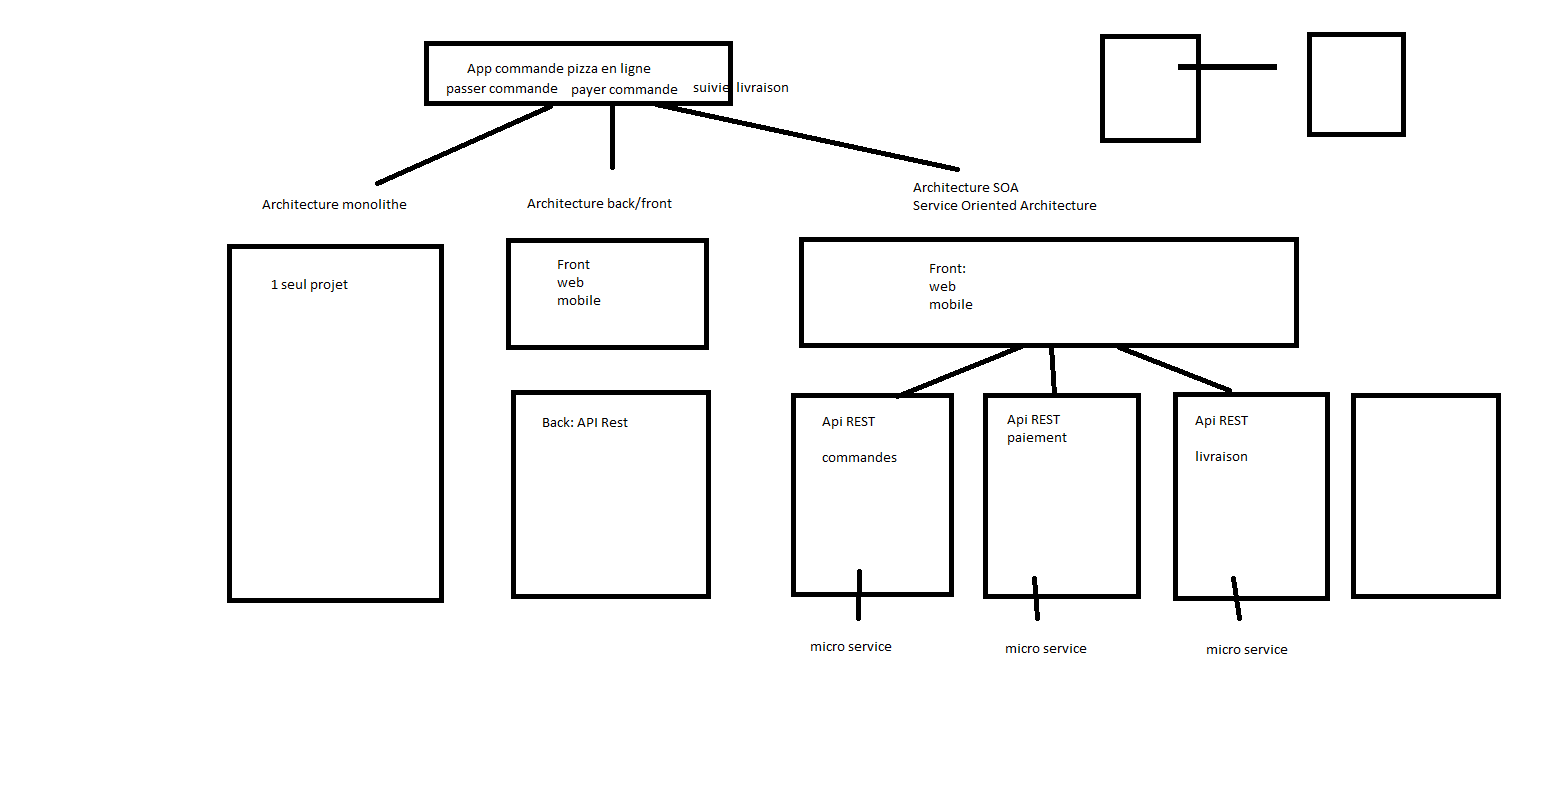 App commande pizza en ligne
passer commande payer commande suivie livraison
Architecture monolithe
Architecture back/front
Architecture SOA
Service Oriented Architecture
1 seul projet
Front
web
mobile
Front:
web
mobile
Back: API Rest
Api REST
commandes
Api REST
paiement
Api REST
livraison
micro service
micro service
micro service